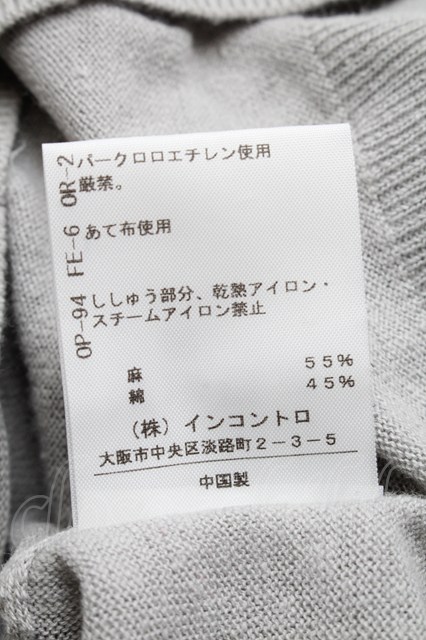 OR-2 パークロロエチレン使用
厳禁。
FE-6 あて布使用
OP-94 ししゅう部分、乾熱アイロン・
スチームアイロン禁止
麻 55%
綿 45%
(株)インコントロ
大阪市中央区淡路町2-3-5
中国製